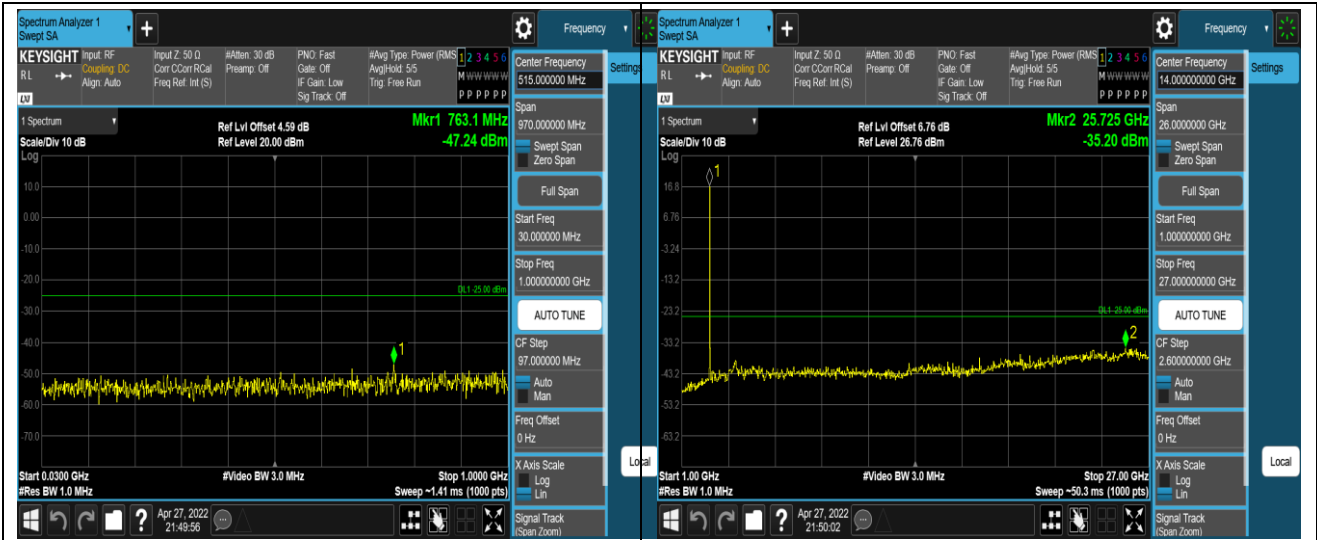 Spectrum Analyzer 1
Swept SA
+
Frequency
KEYSIGHT
RL
LXI
Input: RF
Coupling: DC
Align: Auto
Input Z: 50 Ω
Corr CCorr RCal
Freq Ref: Int (S)
#Atten: 30 dB
Preamp: Off
PNO: Fast
Gate: Off
IF Gain: Low
Sig Track: Off
#Avg Type: Power (RMS
Avg|Hold: 5/5
Trig: Free Run
1 2 3 4 5 6
M W W W W W
P P P P P P
Center Frequency
515.000000 MHz
Settings
1 Spectrum
Scale/Div 10 dB
Log
Ref Lvl Offset 4.59 dB
Ref Level 20.00 dBm
Mkr1 763.1 MHz
-47.24 dBm
10.0
0.00
-10.0
-20.0
-30.0
-40.0
-50.0
-60.0
-70.0
DL1 -25.00 dBm
1
Start 0.0300 GHz
#Res BW 1.0 MHz
#Video BW 3.0 MHz
Stop 1.0000 GHz
Sweep ~1.41 ms (1000 pts)
Span
970.000000 MHz
Swept Span
Zero Span
Full Span
Start Freq
30.000000 MHz
Stop Freq
1.000000000 GHz
AUTO TUNE
CF Step
97.000000 MHz
Auto
Man
Freq Offset
0 Hz
X Axis Scale
Log
Lin
Signal Track
(Span Zoom)
Local
?
Apr 27, 2022
21:49:56
Spectrum Analyzer 1
Swept SA
+
Frequency
KEYSIGHT
RL
LXI
Input: RF
Coupling: DC
Align: Auto
Input Z: 50 Ω
Corr CCorr RCal
Freq Ref: Int (S)
#Atten: 30 dB
Preamp: Off
PNO: Fast
Gate: Off
IF Gain: Low
Sig Track: Off
#Avg Type: Power (RMS
Avg|Hold: 5/5
Trig: Free Run
1 2 3 4 5 6
M W W W W W
P P P P P P
Center Frequency
14.000000000 GHz
Settings
1 Spectrum
Scale/Div 10 dB
Log
Ref Lvl Offset 6.76 dB
Ref Level 26.76 dBm
Mkr2 25.725 GHz
-35.20 dBm
1
16.8
6.76
-3.24
-13.2
-23.2
-33.2
-43.2
-53.2
-63.2
DL1 -25.00 dBm
2
Start 1.00 GHz
#Res BW 1.0 MHz
#Video BW 3.0 MHz
Stop 27.00 GHz
Sweep ~50.3 ms (1000 pts)
Span
26.0000000 GHz
Swept Span
Zero Span
Full Span
Start Freq
1.000000000 GHz
Stop Freq
27.000000000 GHz
AUTO TUNE
CF Step
2.600000000 GHz
Auto
Man
Freq Offset
0 Hz
X Axis Scale
Log
Lin
Signal Track
(Span Zoom)
Local
?
Apr 27, 2022
21:50:02